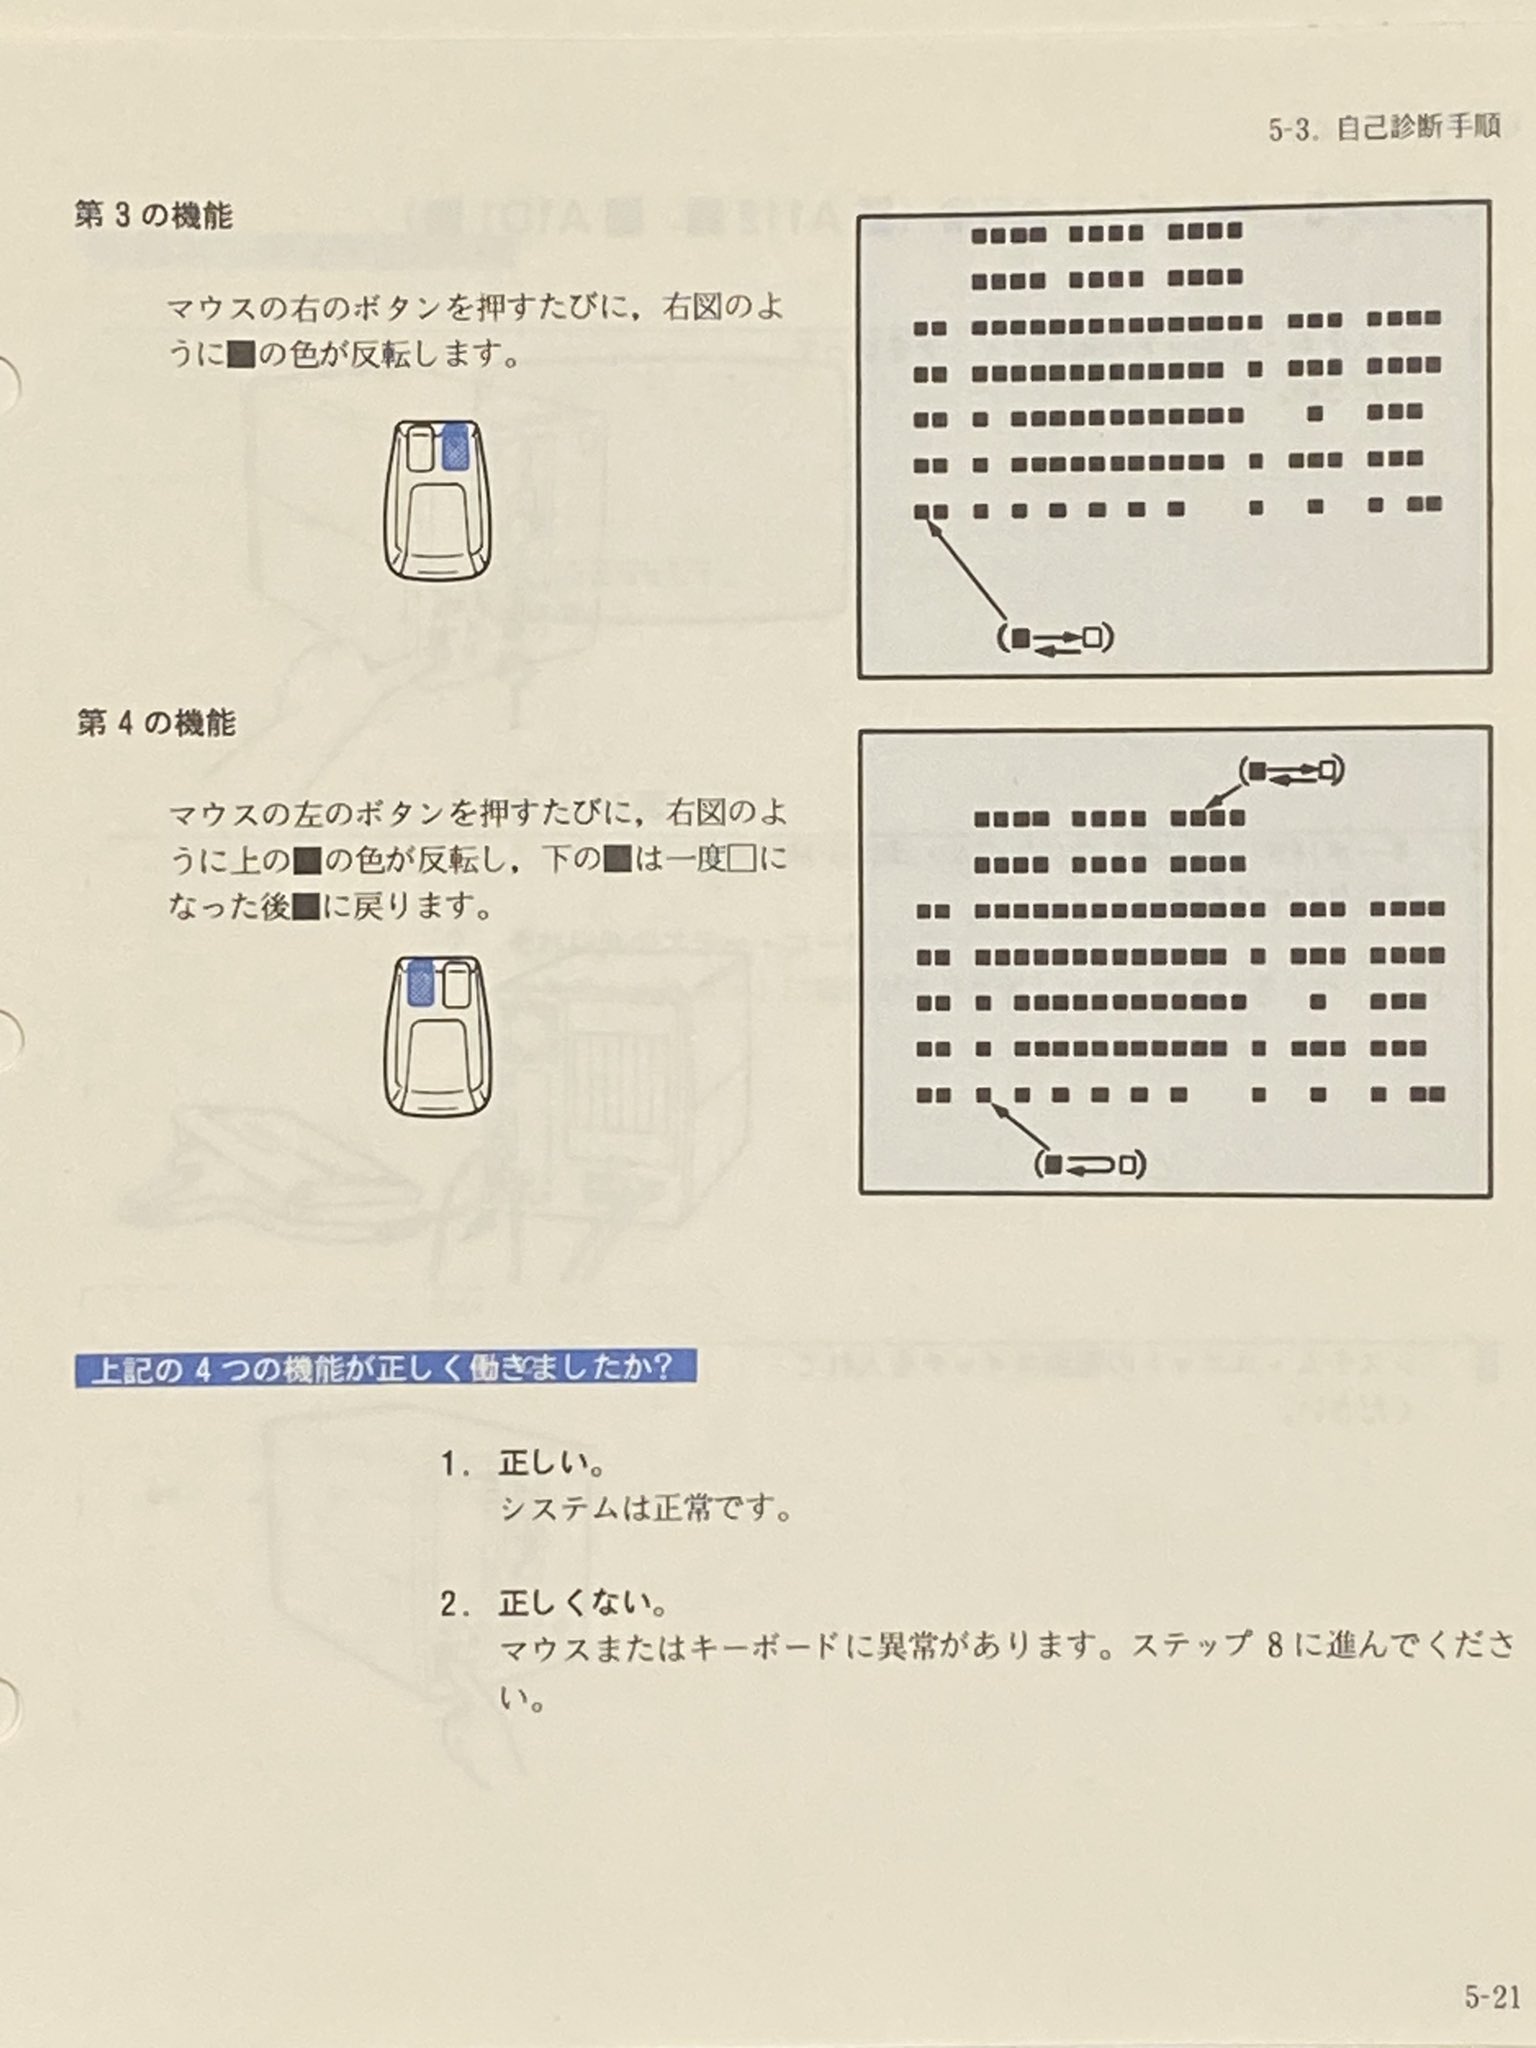 5-3. 自己診断手順
第3の機能
マウスの右のボタンを押すたびに，右図のよ
うに■の色が反転します。
(■⇄□)
第4の機能
マウスの左のボタンを押すたびに，右図のよ
うに上の■の色が反転し，下の■は一度□に
なった後■に戻ります。
(■⇄□)
(■⊂□)
上記の4つの機能が正しく働きましたか?
1. 正しい。
システムは正常です。
2. 正しくない。
マウスまたはキーボードに異常があります。ステップ8に進んでくださ
い。
5-21